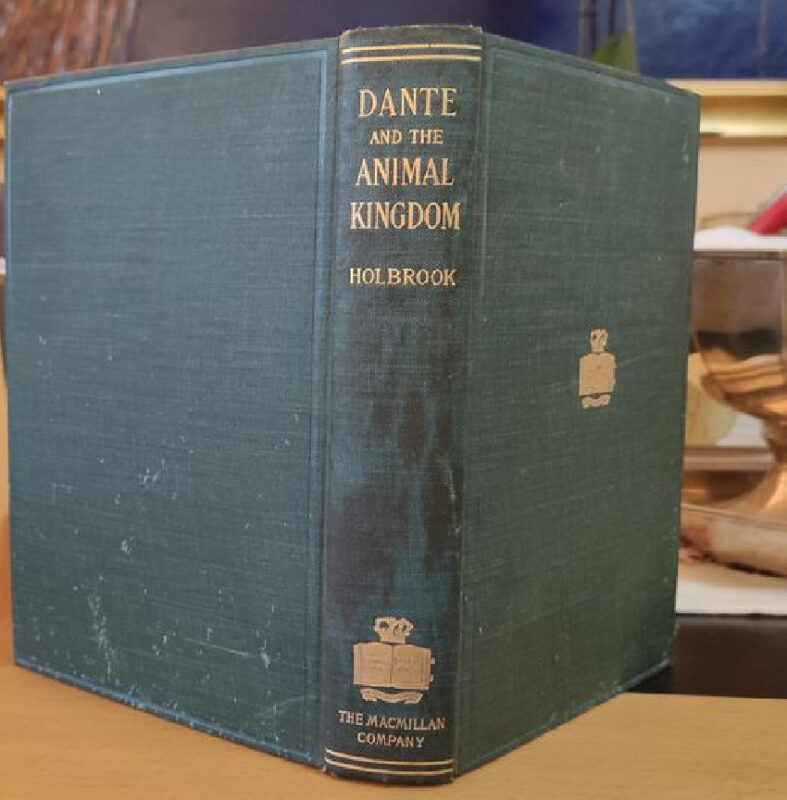 DANTE
AND THE
ANIMAL
KINGDOM
HOLBROOK
THE MACMILLAN
COMPANY